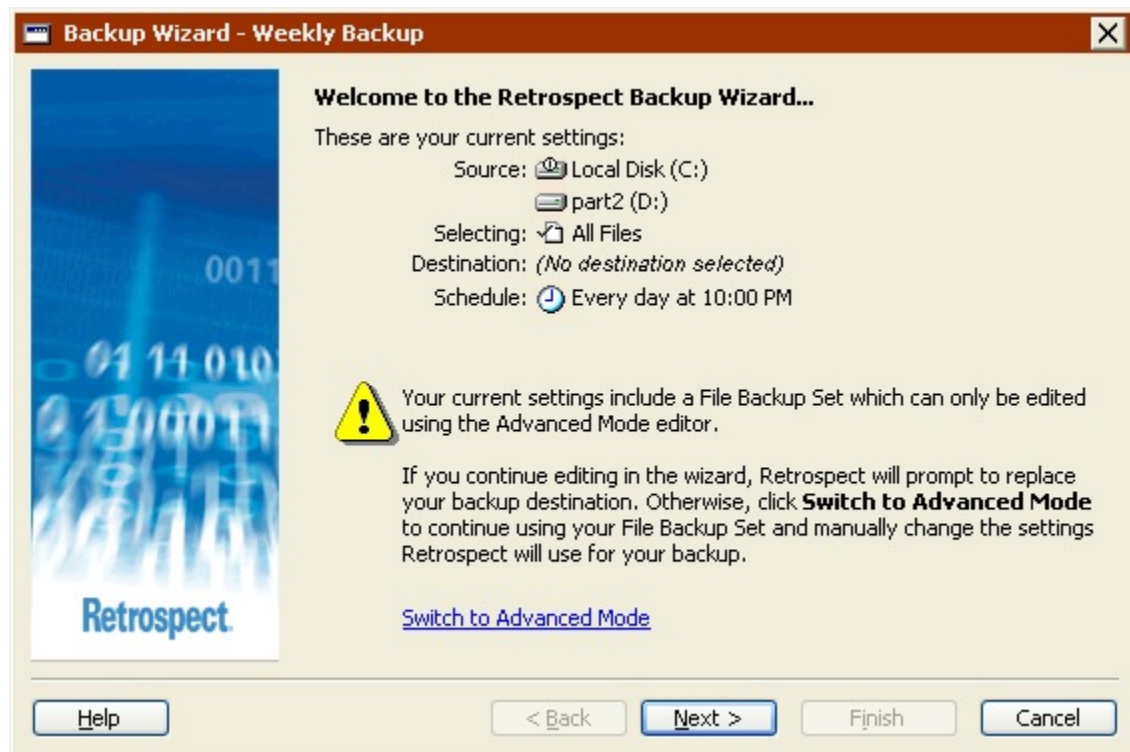 Backup Wizard - Weekly Backup
Welcome to the Retrospect Backup Wizard...
These are your current settings:
Source: Local Disk (C:)
part2 (D:)
Selecting: All Files
Destination: (No destination selected)
Schedule: Every day at 10:00 PM
0011
01 11 010
Your current settings include a File Backup Set which can only be edited
using the Advanced Mode editor.
If you continue editing in the wizard, Retrospect will prompt to replace
your backup destination. Otherwise, click Switch to Advanced Mode
to continue using your File Backup Set and manually change the settings
Retrospect will use for your backup.
Retrospect.
Switch to Advanced Mode
Help
< Back
Next >
Finish
Cancel